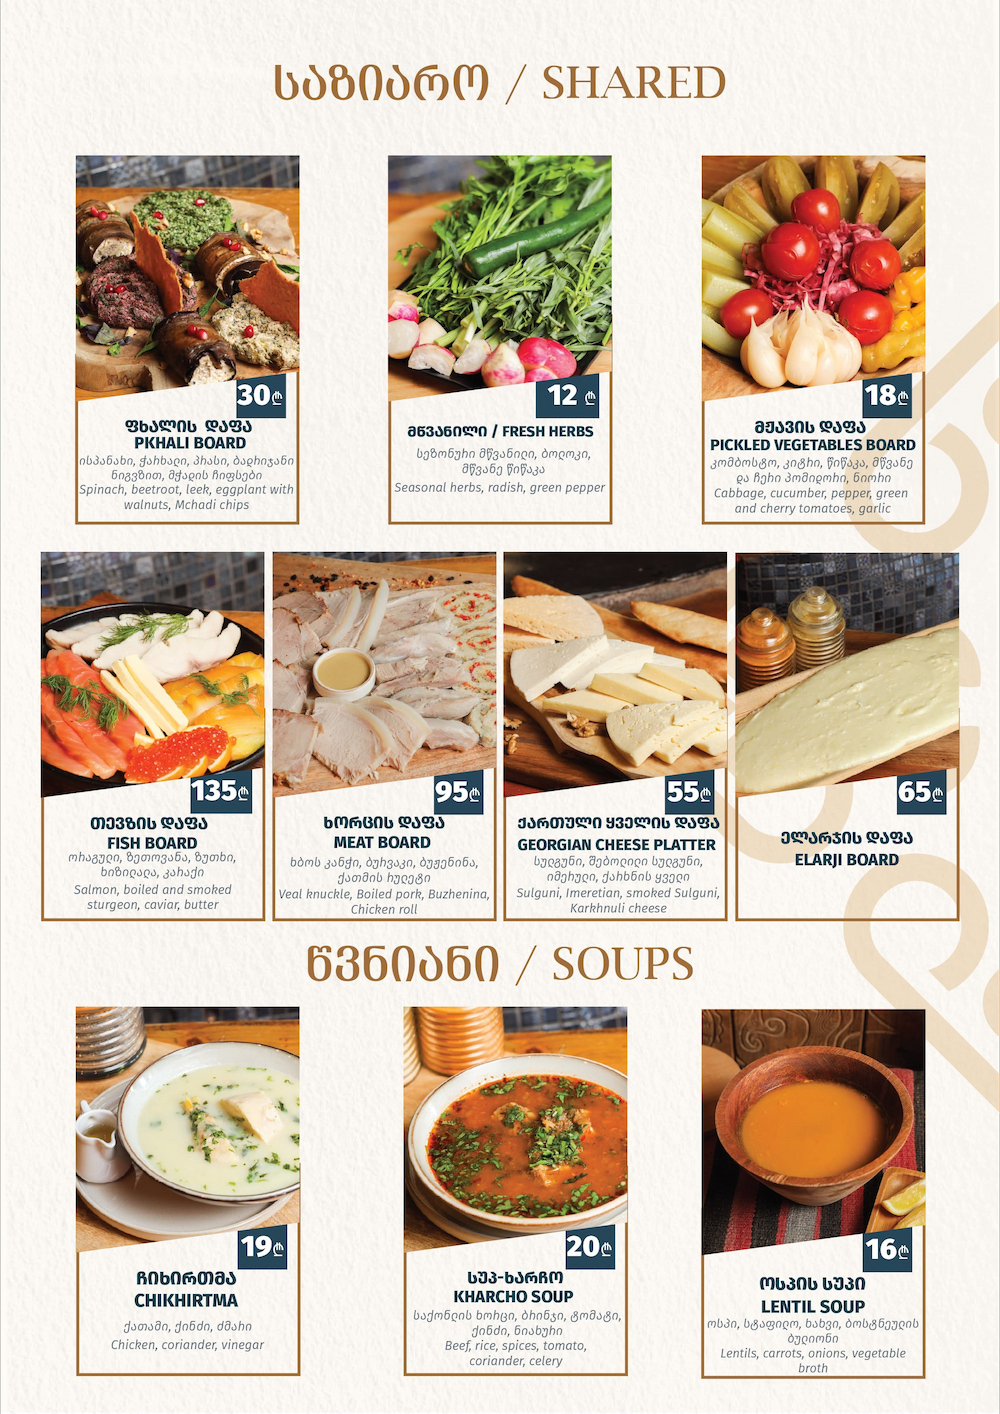 საზიარო / SHARED
30₾
ფხალის დაფა
PKHALI BOARD
ისპანახი, ჭარხალი, პრასი, ბადრიჯანი
ნიგვზით, მჭადის ჩიფსები
Spinach, beetroot, leek, eggplant with
walnuts, Mchadi chips
12 ₾
მწვანილი / FRESH HERBS
სეზონური მწვანილი, ბოლოკი,
მწვანე წიწაკა
Seasonal herbs, radish, green pepper
18₾
მჟავის დაფა
PICKLED VEGETABLES BOARD
კომბოსტო, კიტრი, წიწაკა, მწვანე
და ჩერი პომიდორი, ნიორი
Cabbage, cucumber, pepper, green
and cherry tomatoes, garlic
135₾
თევზის დაფა
FISH BOARD
ორაგული, ზეთოვანა, ზუთხი,
ხიზილალა, კარაქი
Salmon, boiled and smoked
sturgeon, caviar, butter
95₾
ხორცის დაფა
MEAT BOARD
ხბოს კანჭი, ბურვაკი, ბუჟენინა,
ქათმის რულეტი
Veal knuckle, Boiled pork, Buzhenina,
Chicken roll
55₾
ქართული ყველის დაფა
GEORGIAN CHEESE PLATTER
სულგუნი, შებოლილი სულგუნი,
იმერული, ქარხნის ყველი
Sulguni, Imeretian, smoked Sulguni,
Karkhnuli cheese
65₾
ელარჯის დაფა
ELARJI BOARD
წვნიანი / SOUPS
19₾
ჩიხირთმა
CHIKHIRTMA
ქათამი, ქინძი, ძმარი
Chicken, coriander, vinegar
20₾
სუპ-ხარჩო
KHARCHO SOUP
საქონლის ხორცი, ბრინჯი, ტომატი,
ქინძი, ნიახური
Beef, rice, spices, tomato,
coriander, celery
16₾
ოსპის სუპი
LENTIL SOUP
ოსპი, სტაფილო, ხახვი, ბოსტნეულის
ბულიონი
Lentils, carrots, onions, vegetable
broth